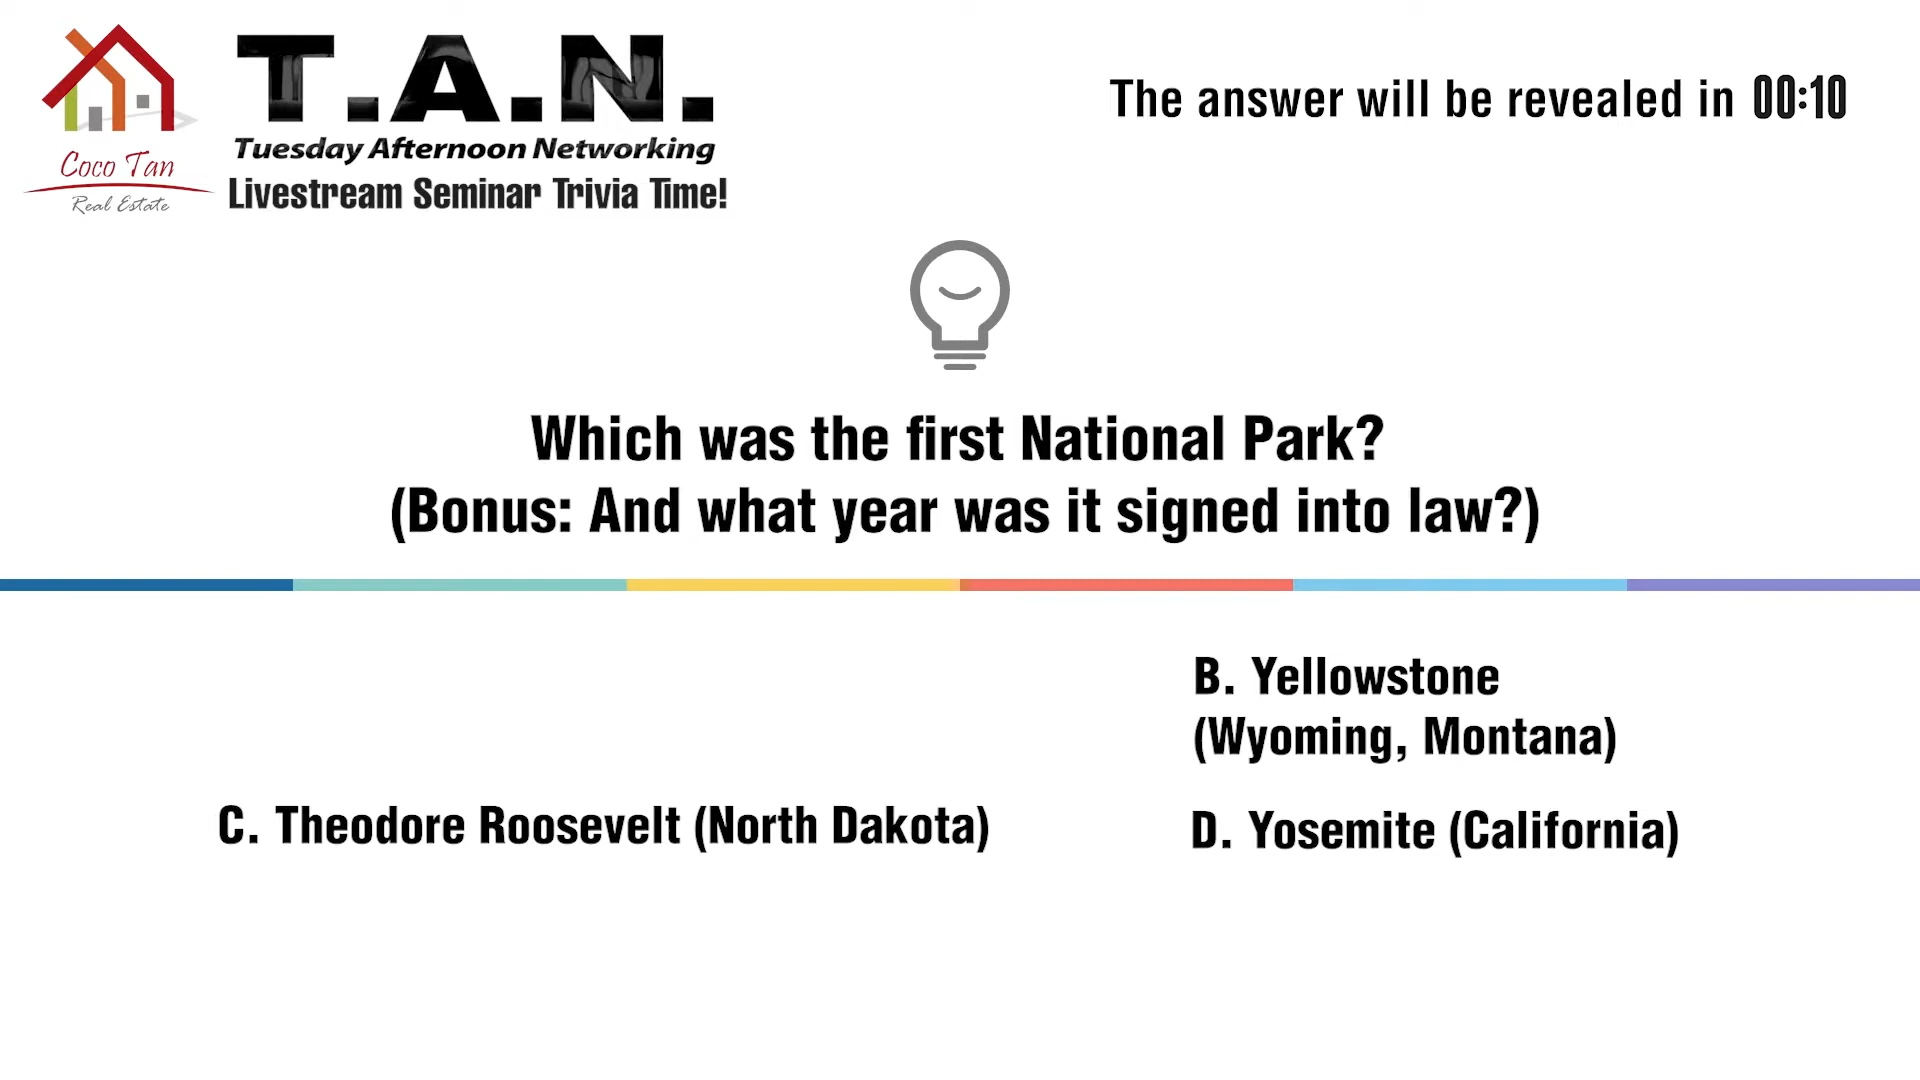 T.A.N.
Tuesday Afternoon Networking
Livestream Seminar Trivia Time!
Coco Tan
Real Estate
The answer will be revealed in 00:10
Which was the first National Park?
(Bonus: And what year was it signed into law?)
B. Yellowstone
(Wyoming, Montana)
C. Theodore Roosevelt (North Dakota)
D. Yosemite (California)